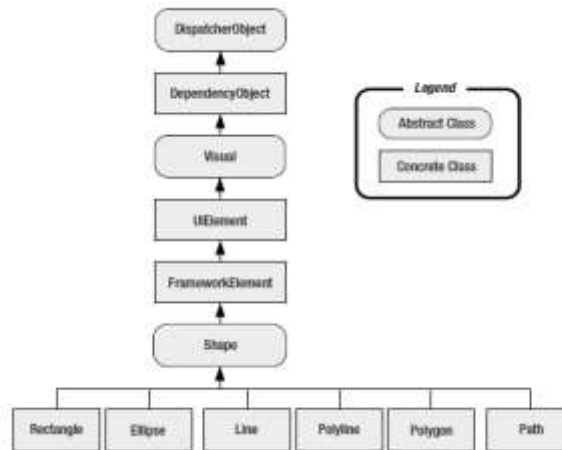 DispatcherObject
DependencyObject
Legend
Abstract Class
Visual
Concrete Class
UIElement
FrameworkElement
Shape
Rectangle Ellipse Line Polyline Polygon Path